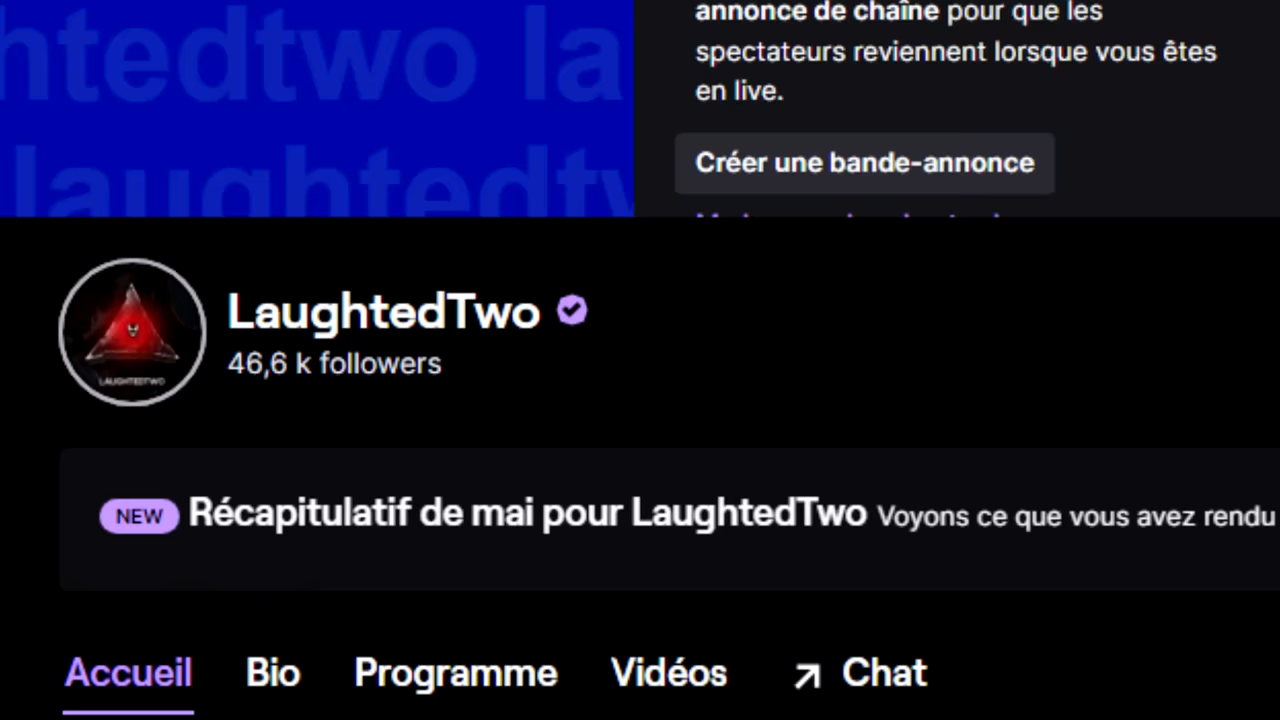 htedtwo la
laughtedtw
annonce de chaîne pour que les
spectateurs reviennent lorsque vous êtes
en live.
Créer une bande-annonce
LaughtedTwo
46,6 k followers
LAUGHTEDTWO
NEW Récapitulatif de mai pour LaughtedTwo Voyons ce que vous avez rendu
Accueil Bio Programme Vidéos Chat